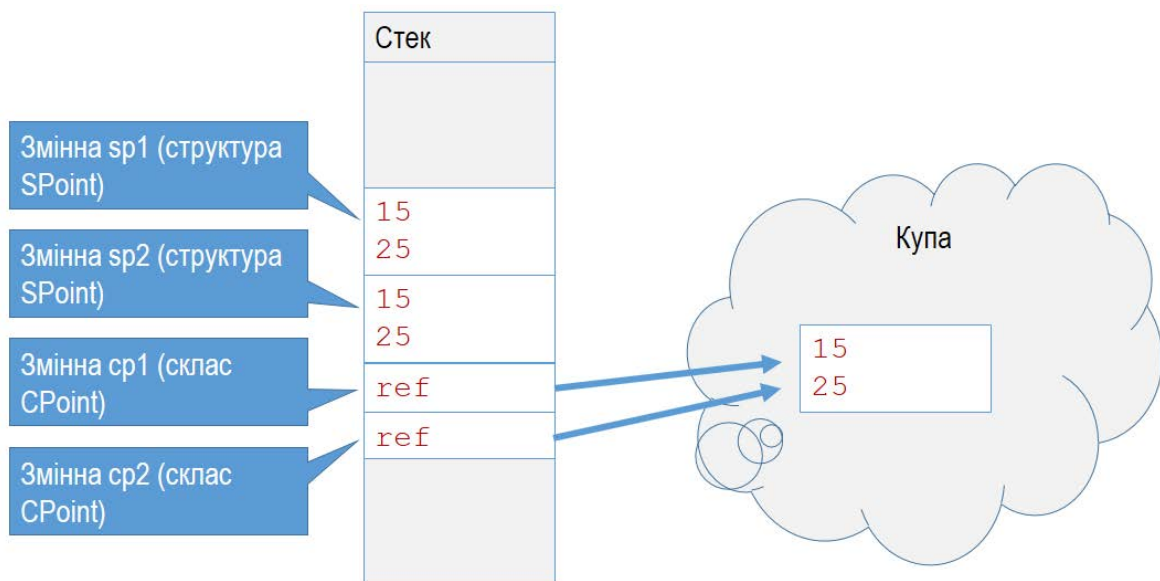 Стек
Змінна sp1 (структура
SPoint)
15
25
Змінна sp2 (структура
SPoint)
15
25
Змінна cp1 (склас
CPoint)
ref
Змінна cp2 (склас
CPoint)
ref
Купа
15
25